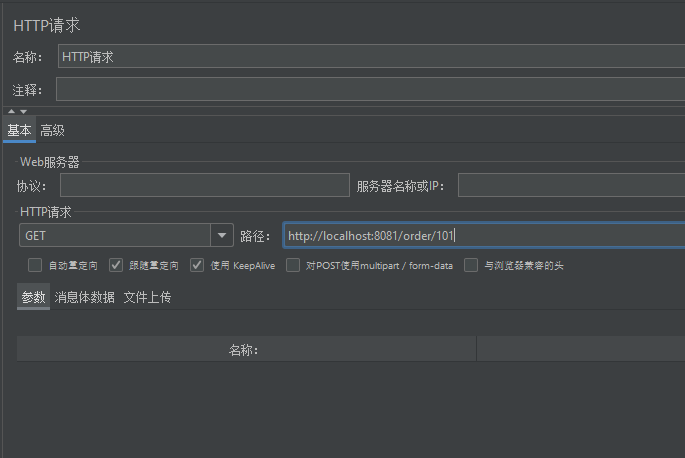 HTTP请求
名称： HTTP请求
注释：
基本 高级
Web服务器
协议： 服务器名称或IP：
HTTP请求
GET 路径： http://localhost:8081/order/101
自动重定向 跟随重定向 使用 KeepAlive 对POST使用multipart / form-data 与浏览器兼容的头
参数 消息体数据 文件上传
名称：